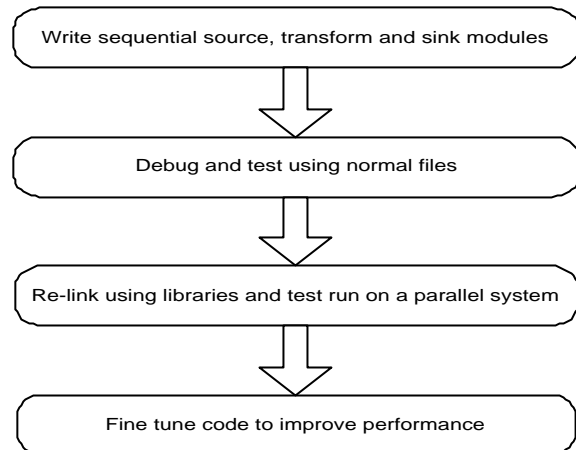 Write sequential source, transform and sink modules
Debug and test using normal files
Re-link using libraries and test run on a parallel system
Fine tune code to improve performance